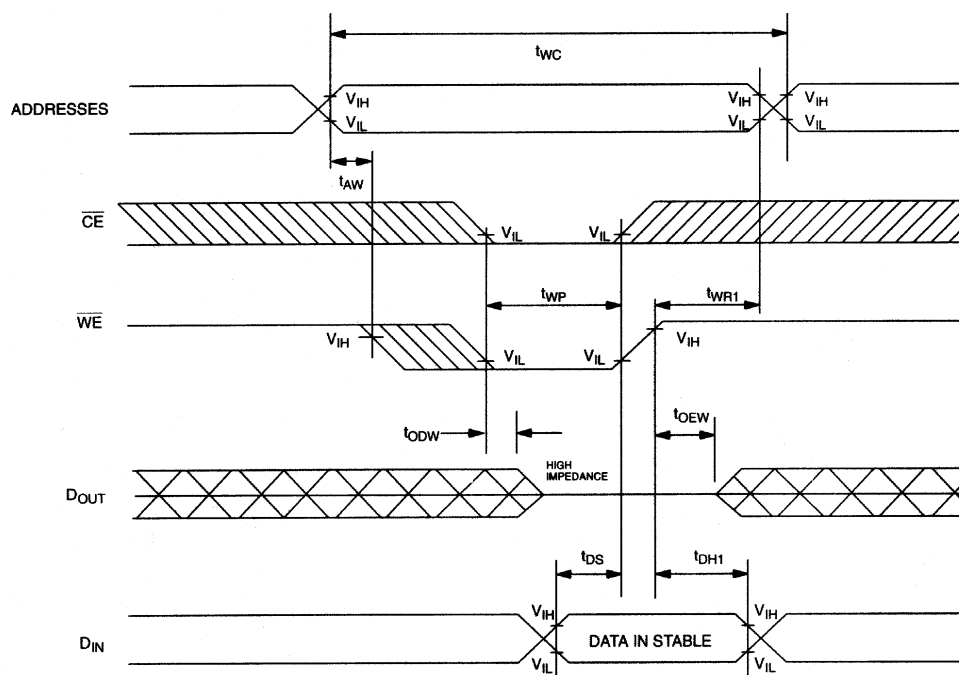 tWC
ADDRESSES
VIH VIH VIH
VIL VIL VIL
tAW
CE
VIL VIL
tWP tWR1
WE
VIH VIH
VIL VIL
tODW tOEW
HIGH
IMPEDANCE
DOUT
tDS tDH1
VIH VIH
DIN DATA IN STABLE
VIL VIL